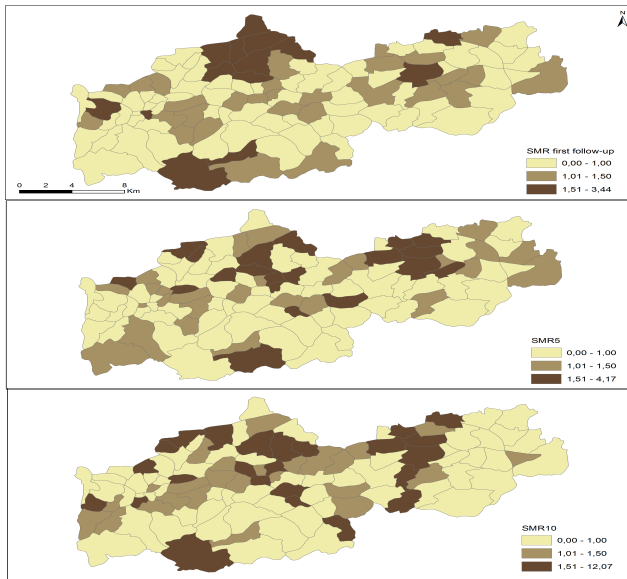 N
SMR first follow-up
0,00 - 1,00
1,01 - 1,50
1,51 - 3,44
0 2 4 8
Km
SMR5
0,00 - 1,00
1,01 - 1,50
1,51 - 4,17
SMR10
0,00 - 1,00
1,01 - 1,50
1,51 - 12,07